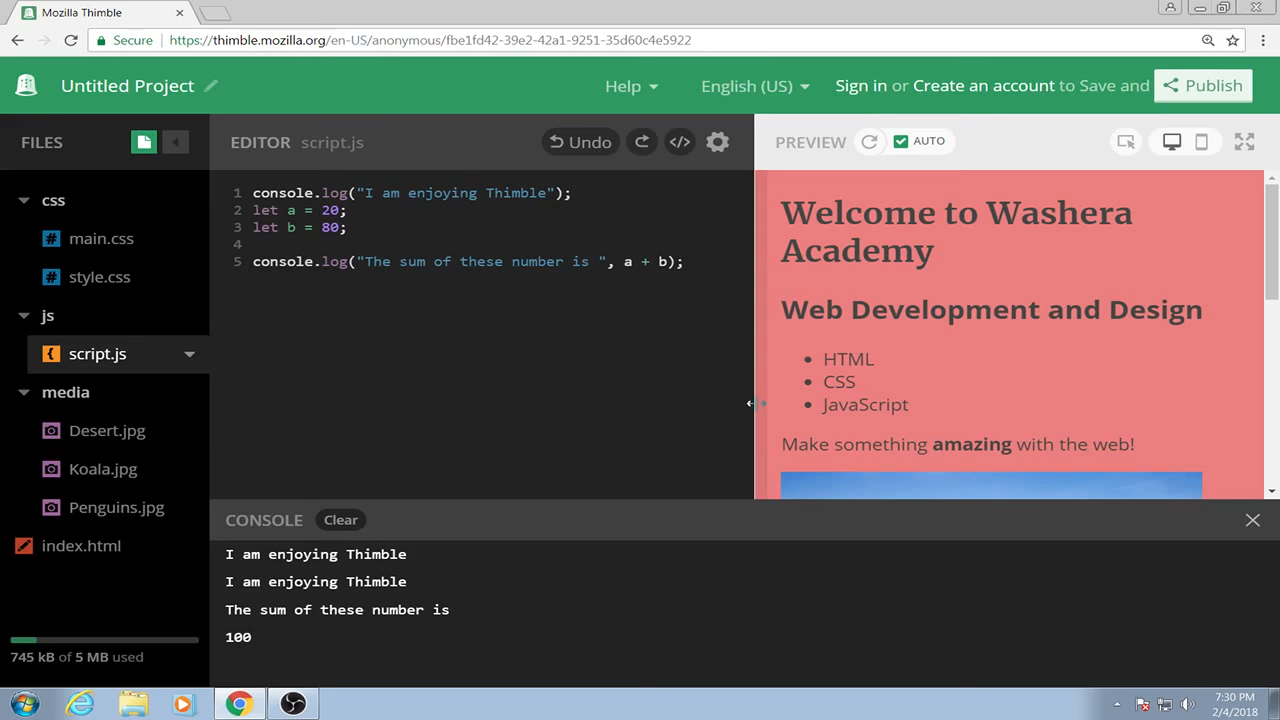 Mozilla Thimble
Secure https://thimble.mozilla.org/en-US/anonymous/fbe1fd42-39e2-42a1-9251-35d60c4e5922
Untitled Project
Help English (US) Sign in or Create an account to Save and Publish
FILES
EDITOR script.js Undo
PREVIEW AUTO
css
main.css
style.css
js
script.js
media
Desert.jpg
Koala.jpg
Penguins.jpg
index.html
745 kB of 5 MB used
1 console.log("I am enjoying Thimble");
2 let a = 20;
3 let b = 80;
4
5 console.log("The sum of these number is ", a + b);
Welcome to Washera
Academy
Web Development and Design
• HTML
• CSS
• JavaScript
Make something amazing with the web!
CONSOLE Clear
I am enjoying Thimble
I am enjoying Thimble
The sum of these number is
100
7:30 PM
2/4/2018